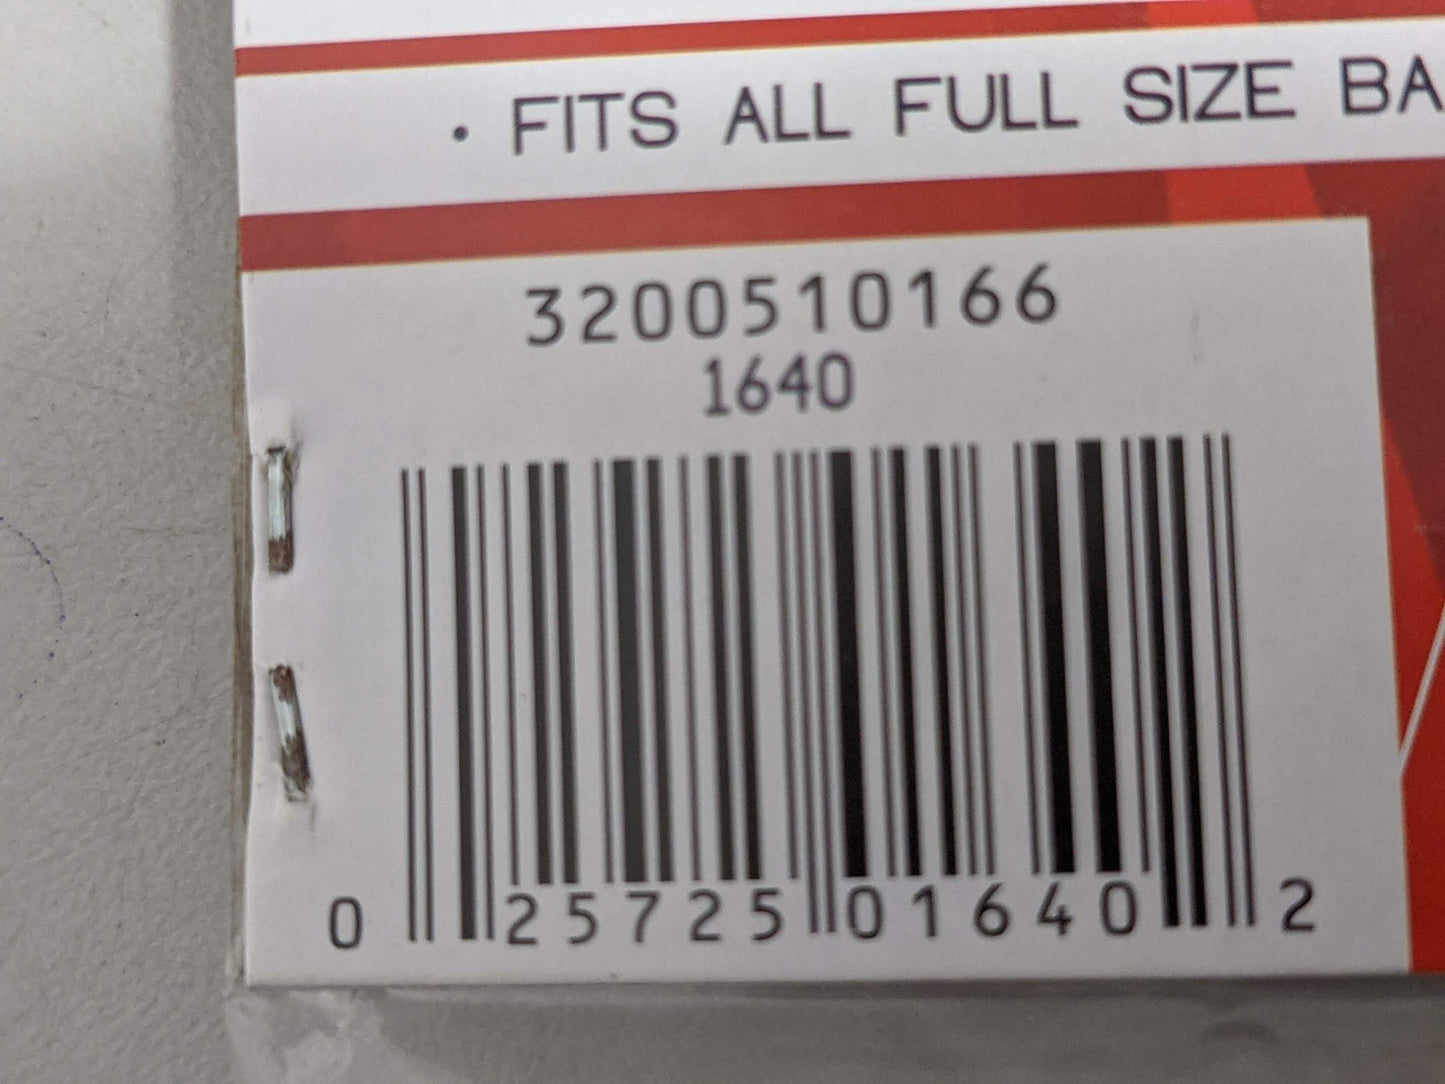 • FITS ALL FULL SIZE BA
3200510166
1640
0 25725 01640 2